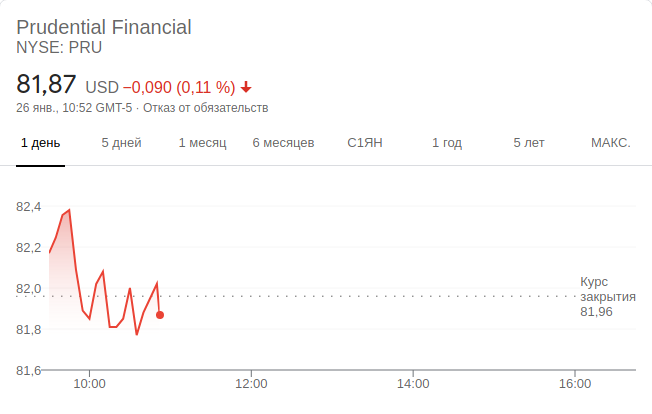 Prudential Financial
NYSE: PRU
81,87 USD −0,090 (0,11 %)
26 янв., 10:52 GMT-5 · Отказ от обязательств
1 день 5 дней 1 месяц 6 месяцев С1ЯН 1 год 5 лет МАКС.
82,4
82,2
82,0
81,8
81,6
Курс
закрытия
81,96
10:00 12:00 14:00 16:00